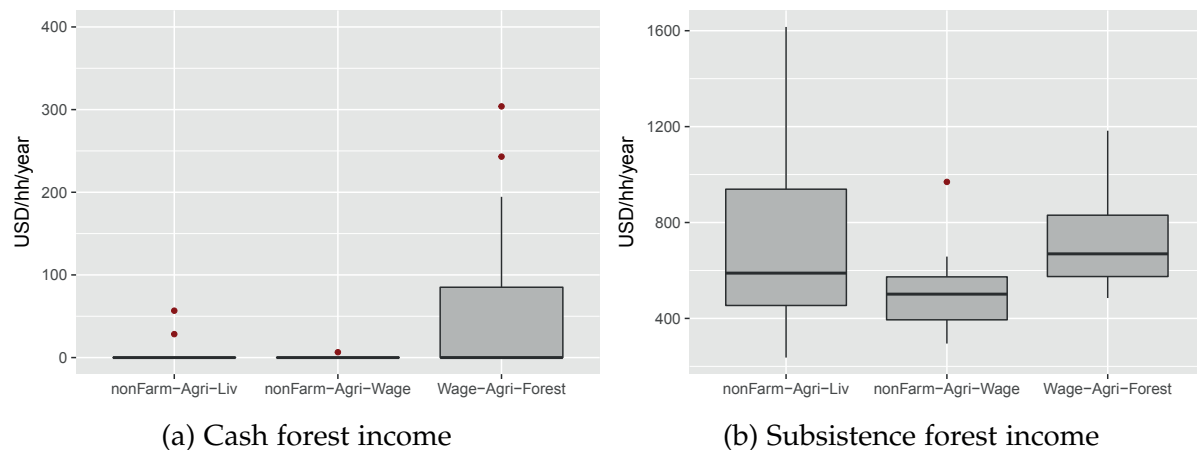 400
300
200
100
0
USD/hh/year
nonFarm−Agri−Liv nonFarm−Agri−Wage Wage−Agri−Forest
(a) Cash forest income
1600
1200
800
400
USD/hh/year
nonFarm−Agri−Liv nonFarm−Agri−Wage Wage−Agri−Forest
(b) Subsistence forest income